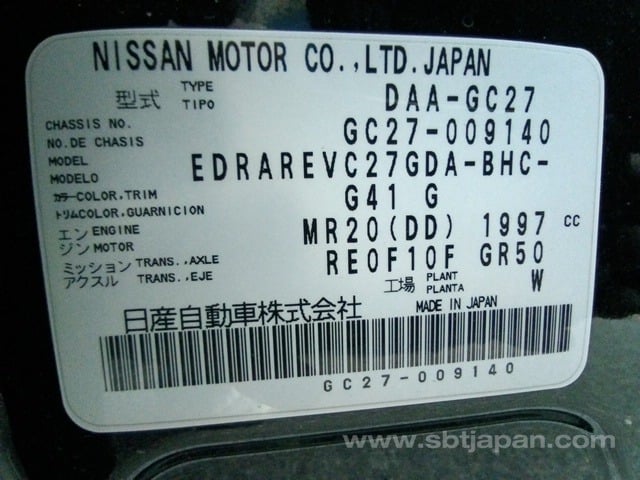 NISSAN MOTOR CO.,LTD.JAPAN
型式 TYPE TIPO DAA-GC27
CHASSIS NO. NO.DE CHASIS GC27-009140
MODEL MODELO EDRAREVC27GDA-BHC-
カラーCOLOR,TRIM トリムCOLOR,GUARNICION G41 G
エンジン ENGINE MOTOR MR20(DD) 1997 CC
ミッション TRANS.,AXLE アクスル TRANS.,EJE RE0F10F GR50
工場 PLANT PLANTA W
日産自動車株式会社 MADE IN JAPAN
GC27-009140
www.sbtjapan.com